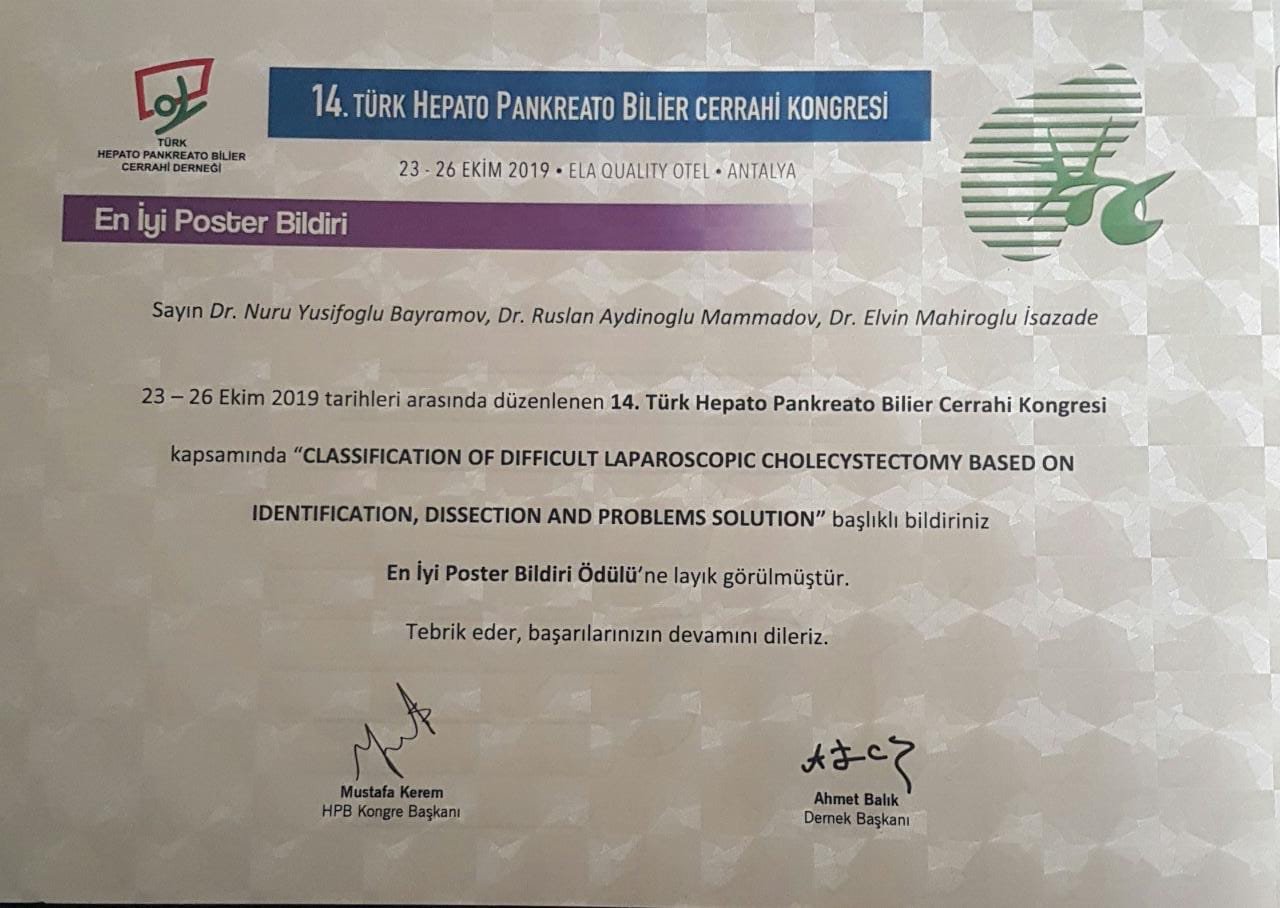 TÜRK
HEPATO PANKREATO BİLİER
CERRAHİ DERNEĞİ
14. TÜRK HEPATO PANKREATO BİLİER CERRAHİ KONGRESİ
23 - 26 EKİM 2019 • ELA QUALITY OTEL • ANTALYA
En İyi Poster Bildiri
Sayın Dr. Nuru Yusifoglu Bayramov, Dr. Ruslan Aydinoglu Mammadov, Dr. Elvin Mahiroglu İsazade
23 – 26 Ekim 2019 tarihleri arasında düzenlenen 14. Türk Hepato Pankreato Bilier Cerrahi Kongresi
kapsamında “CLASSIFICATION OF DIFFICULT LAPAROSCOPIC CHOLECYSTECTOMY BASED ON
IDENTIFICATION, DISSECTION AND PROBLEMS SOLUTION” başlıklı bildiriniz
En İyi Poster Bildiri Ödülü’ne layık görülmüştür.
Tebrik eder, başarılarınızın devamını dileriz.
Mustafa Kerem
HPB Kongre Başkanı
Ahmet Balık
Dernek Başkanı